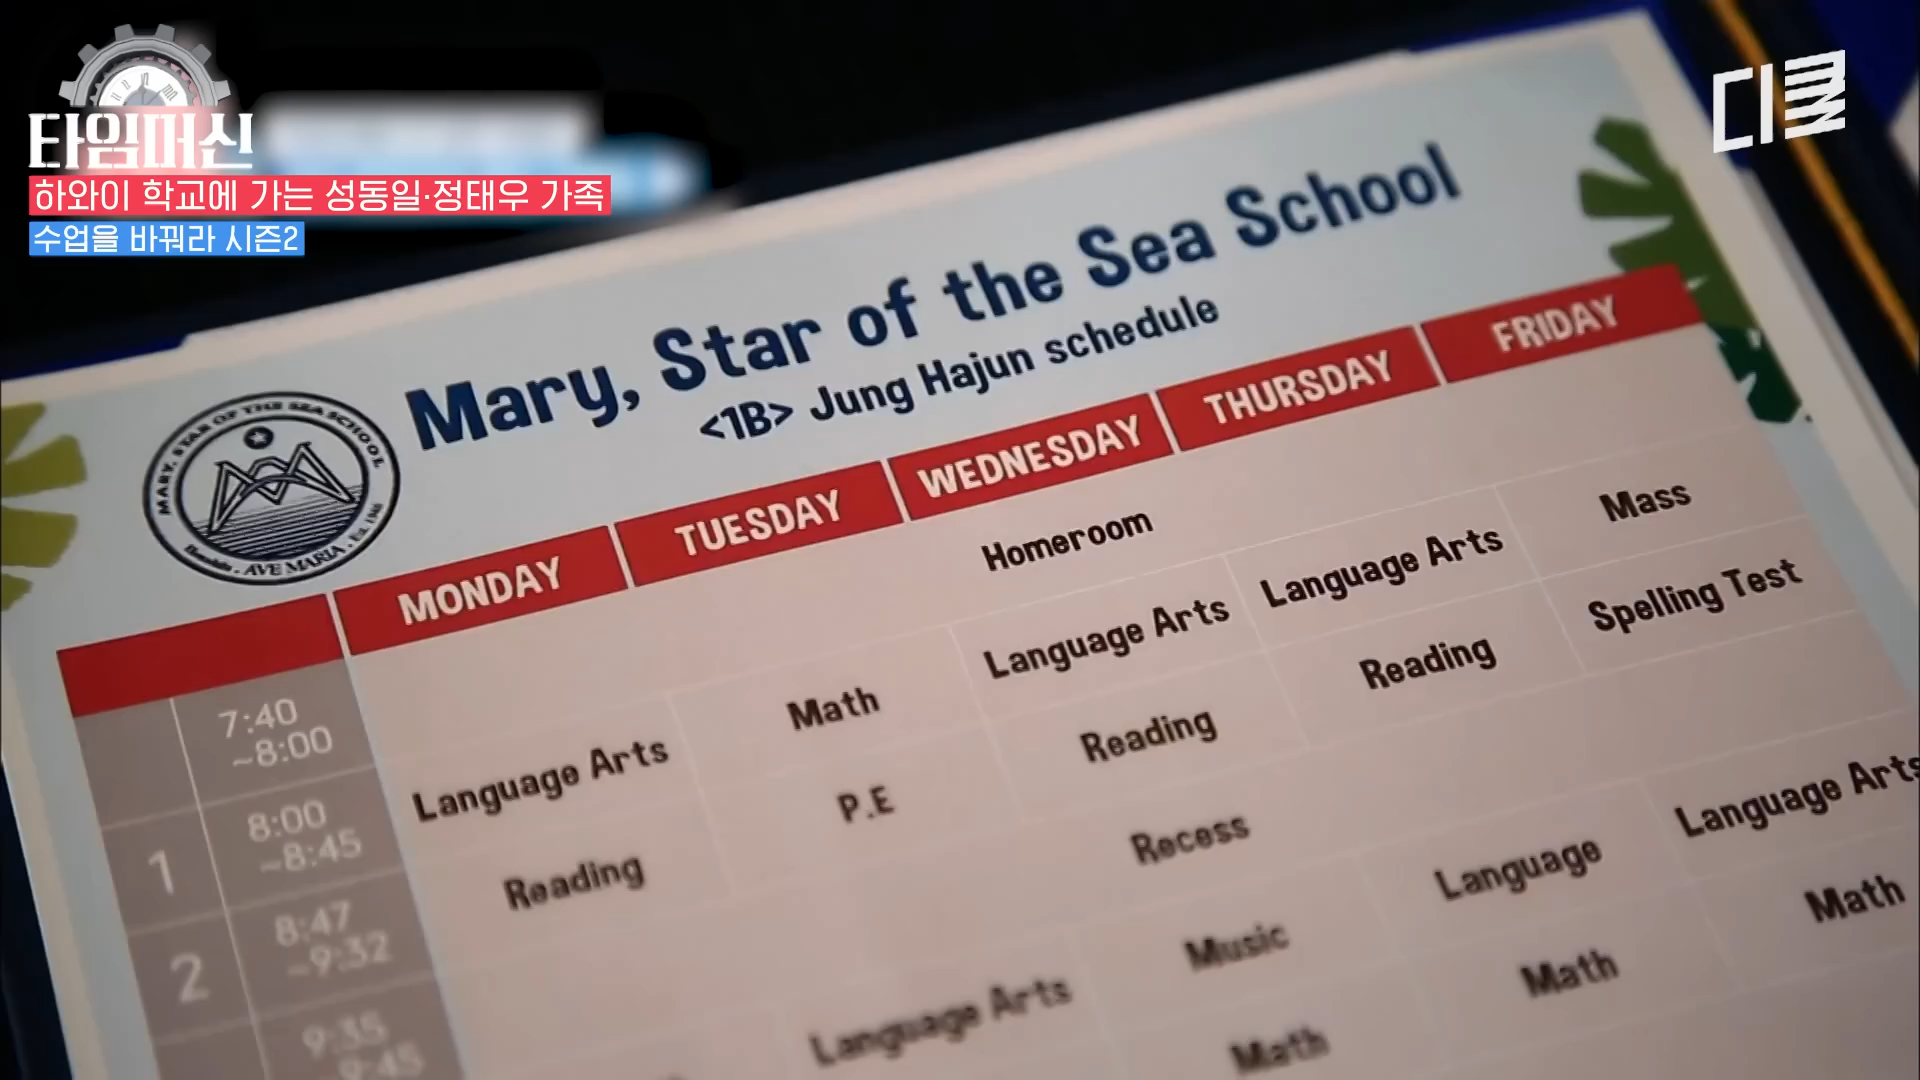 타임머신
디글
하와이 학교에 가는 성동일·정태우 가족
수업을 바꿔라 시즌2
Mary, Star of the Sea School
<1B> Jung Hajun schedule
MARY, STAR OF THE SEA SCHOOL
AVE MARIA
MONDAY TUESDAY WEDNESDAY THURSDAY FRIDAY
7:40
~8:00
Homeroom
1
8:00
~8:45
Language Arts
Math
Language Arts
Language Arts
Mass
2
8:47
~9:32
Reading
P.E
Reading
Reading
Spelling Test
9:35
~9:45
Recess
Language Arts
Music
Language
Language Arts
Math
Math
Math